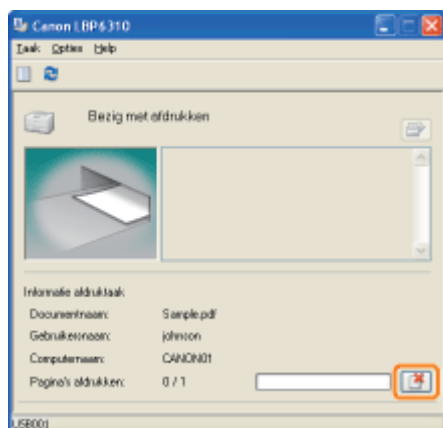 Canon LBP6310
Taak Opties Help
Bezig met afdrukken
Informatie afdruktaak
Documentnaam: Sample.pdf
Gebruikersnaam: johnson
Computernaam: CANON01
Pagina's afdrukken: 0 / 1
USB001